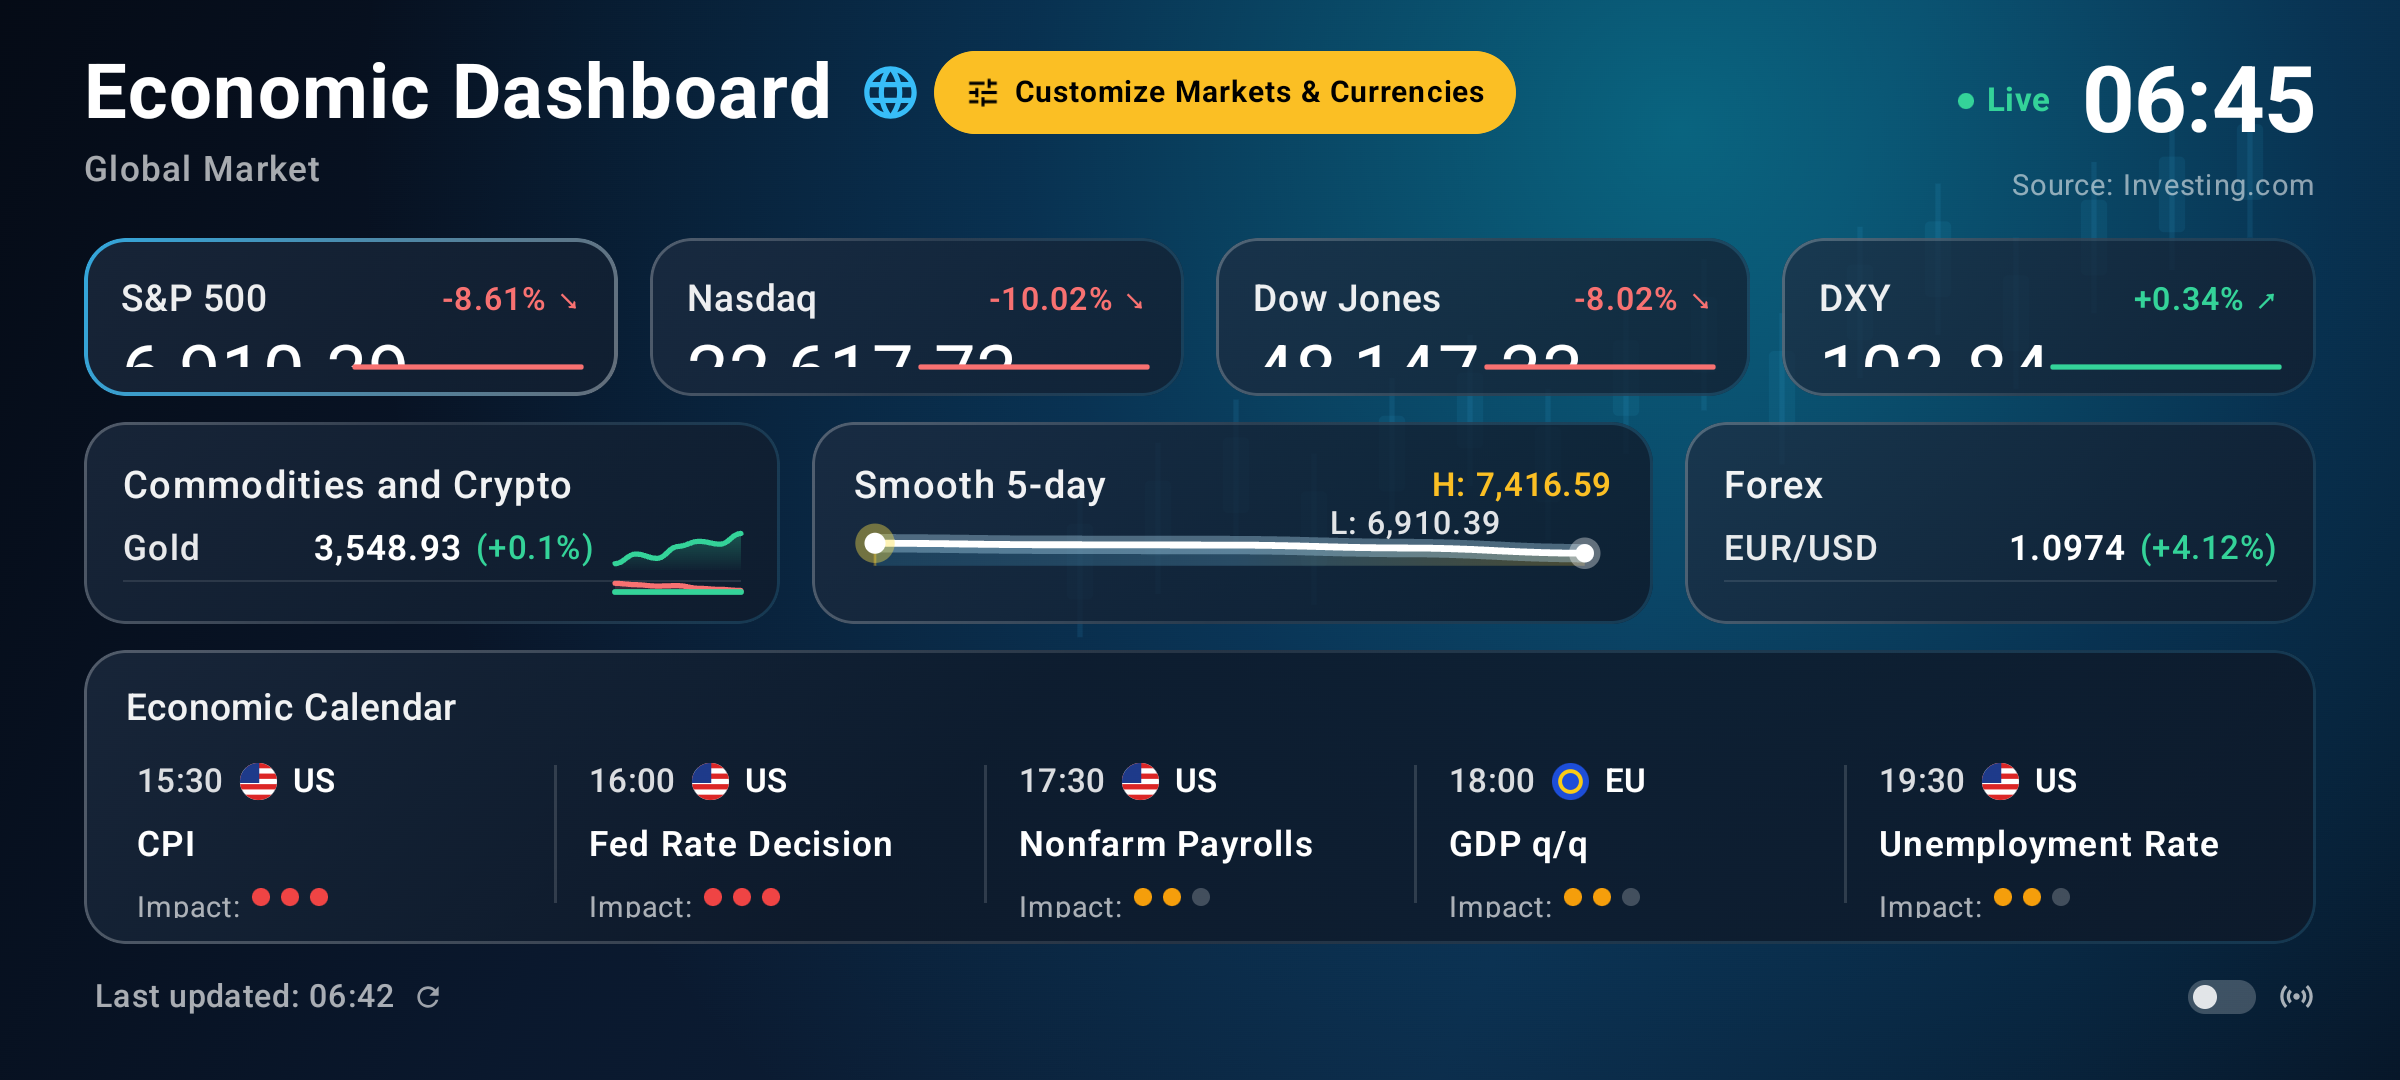 Economic Dashboard
Customize Markets & Currencies
Live 06:45
Global Market
Source: Investing.com
S&P 500 -8.61% ↘
Nasdaq -10.02% ↘
Dow Jones -8.02% ↘
DXY +0.34% ↗
Commodities and Crypto
Gold 3,548.93 (+0.1%)
Smooth 5-day H: 7,416.59
L: 6,910.39
Forex
EUR/USD 1.0974 (+4.12%)
Economic Calendar
15:30 US
CPI
Impact:
16:00 US
Fed Rate Decision
Impact:
17:30 US
Nonfarm Payrolls
Impact:
18:00 EU
GDP q/q
Impact:
19:30 US
Unemployment Rate
Impact:
Last updated: 06:42